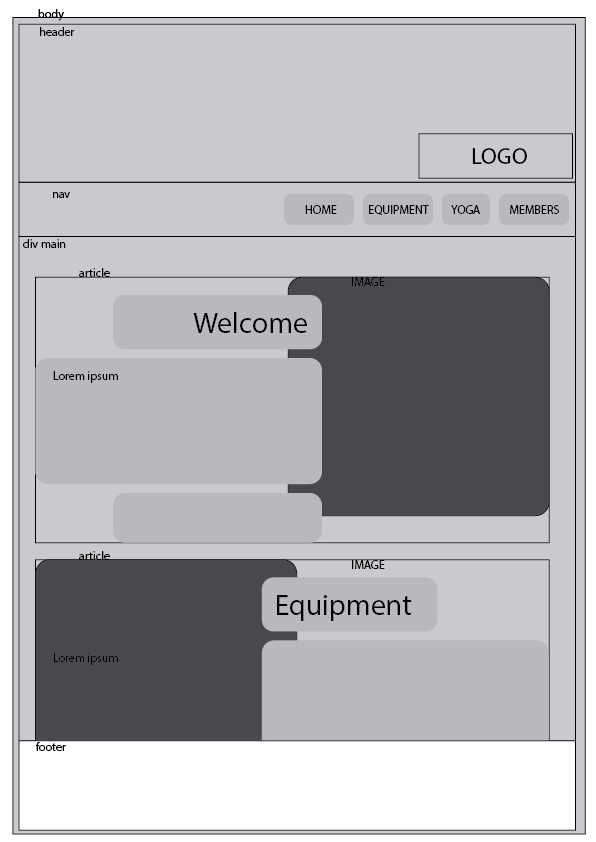 body
header
LOGO
nav
HOME
EQUIPMENT
YOGA
MEMBERS
div main
article
IMAGE
Welcome
Lorem ipsum
article
IMAGE
Equipment
Lorem ipsum
footer